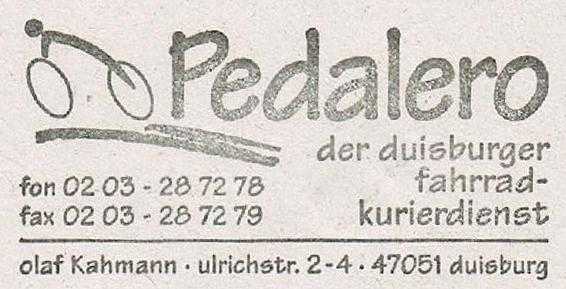 Pedalero
der duisburger
fahrrad-
kurierdienst
fon 02 03 - 28 72 78
fax 02 03 - 28 72 79
olaf Kahmann · ulrichstr. 2-4 · 47051 duisburg